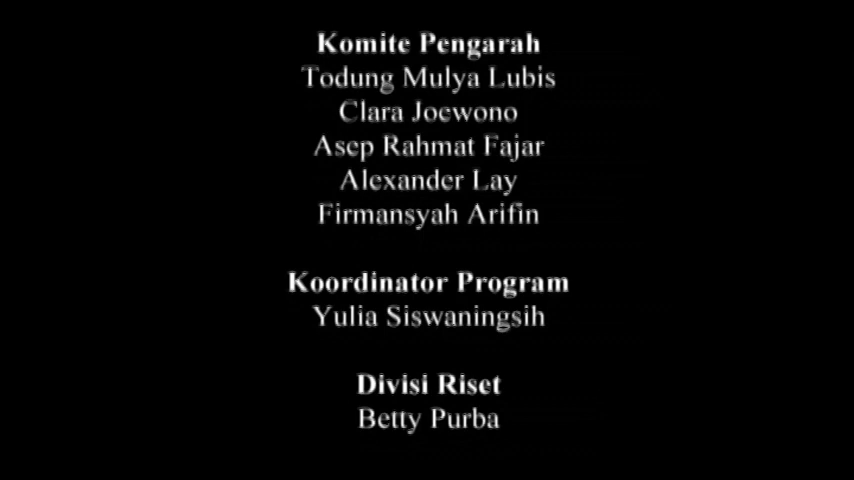 Komite Pengarah
Todung Mulya Lubis
Clara Joewono
Asep Rahmat Fajar
Alexander Lay
Firmansyah Arifin
Koordinator Program
Yulia Siswaningsih
Divisi Riset
Betty Purba